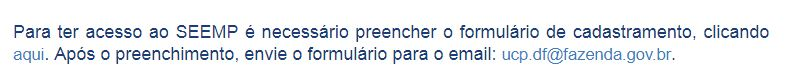 Para ter acesso ao SEEMP é necessário preencher o formulário de cadastramento, clicando
aqui. Após o preenchimento, envie o formulário para o email: ucp.df@fazenda.gov.br.